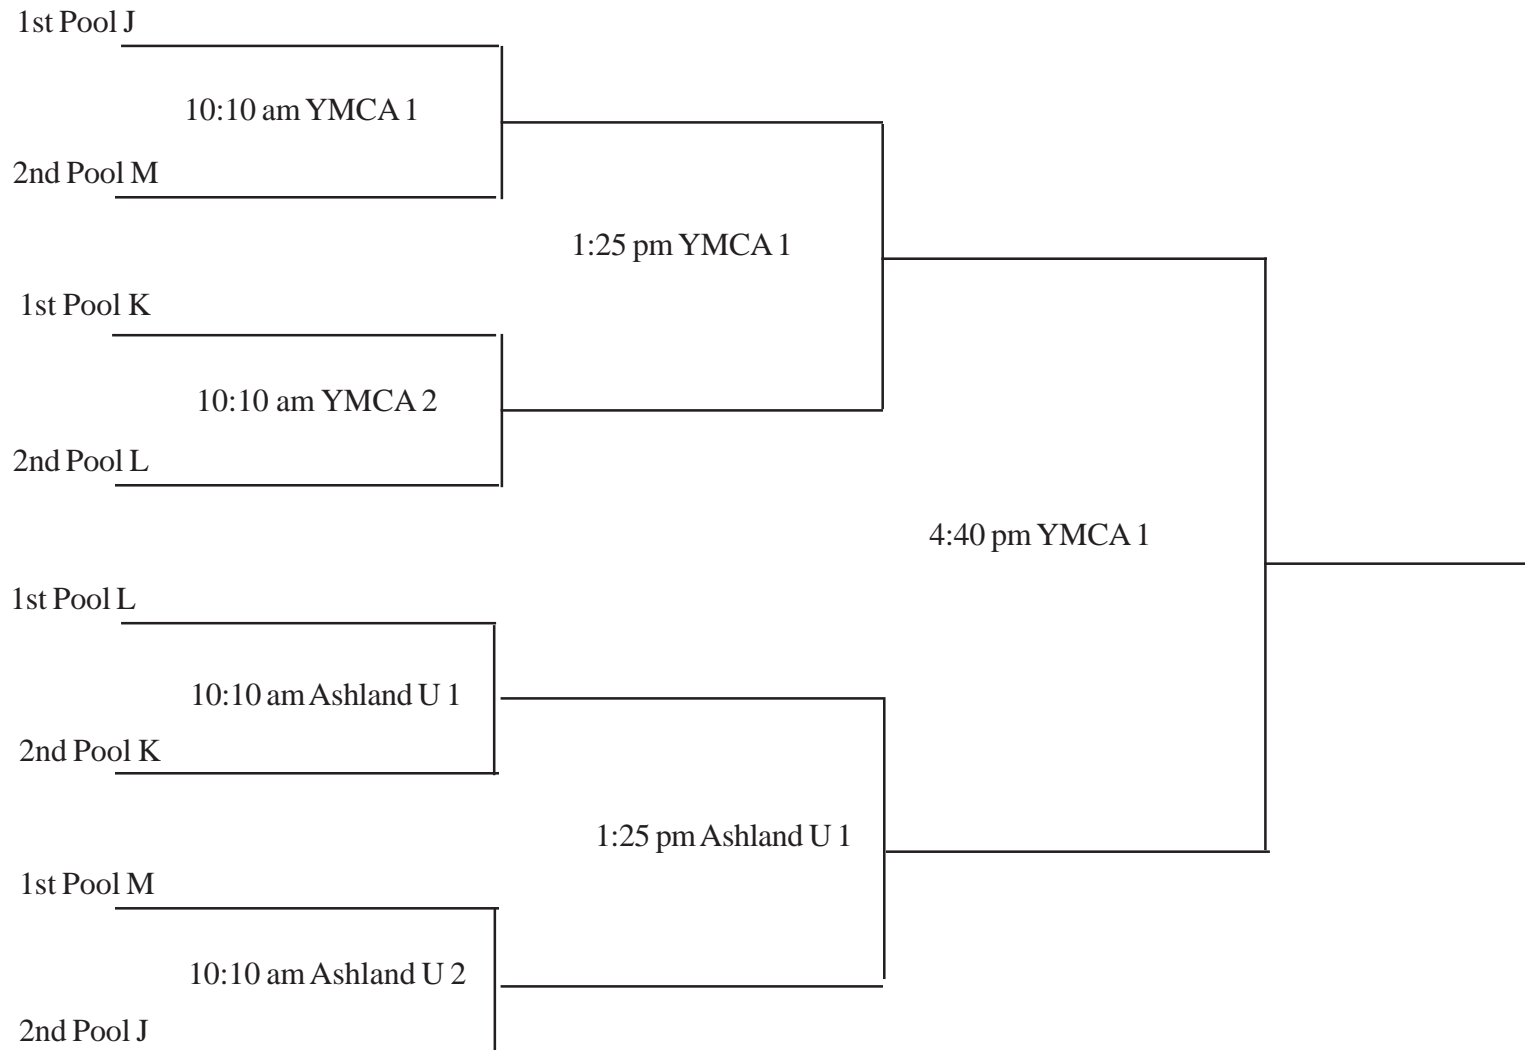 1st Pool J
10:10 am YMCA 1
2nd Pool M
1:25 pm YMCA 1
1st Pool K
10:10 am YMCA 2
2nd Pool L
4:40 pm YMCA 1
1st Pool L
10:10 am Ashland U 1
2nd Pool K
1:25 pm Ashland U 1
1st Pool M
10:10 am Ashland U 2
2nd Pool J